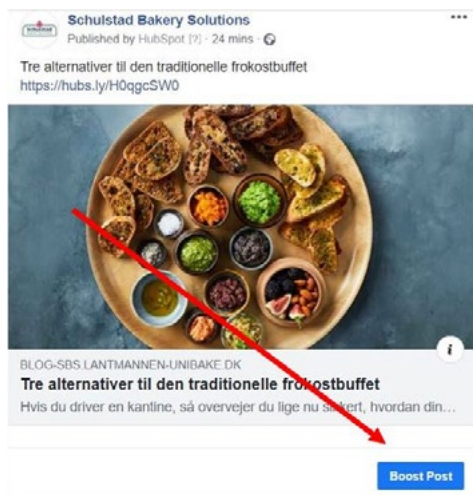 Schulstad Bakery Solutions
Published by HubSpot [?] · 24 mins ·
Tre alternativer til den traditionelle frokostbuffet
https://hubs.ly/H0qgcSW0
i
BLOG-SBS.LANTMANNEN-UNIBAKE.DK
Tre alternativer til den traditionelle frokostbuffet
Hvis du driver en kantine, så overvejer du lige nu sikkert, hvordan din...
Boost Post